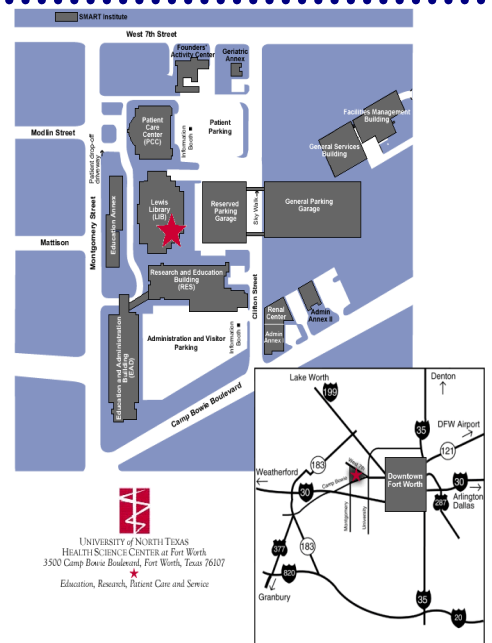 SMART Institute
West 7th Street
Founders'
Activity Center
Geriatric
Annex
Facilities Management
Building
General Services
Building
Modlin Street
Patient
Care
Center
(PCC)
Information
Booth
Patient
Parking
Patient drop-off
driveway
Montgomery Street
Education Annex
Lewis
Library
(LIB)
Reserved
Parking
Garage
Sky Walk
General Parking
Garage
Mattison
Research and Education
Building
(RES)
Clifton Street
Education and Administration
Building
(EAD)
Administration and Visitor
Parking
Information
Booth
Renal
Center
Admin
Annex I
Admin
Annex II
Camp Bowie Boulevard
Lake Worth
Denton
199
35
DFW Airport
121
183
Weatherford
West 7th
Camp Bowie
Downtown
Fort Worth
30
30
Arlington
Dallas
287
Montgomery
University
377
183
820
Granbury
35
20
UNIVERSITY of NORTH TEXAS
HEALTH SCIENCE CENTER at Fort Worth
3500 Camp Bowie Boulevard, Fort Worth, Texas 76107
Education, Research, Patient Care and Service